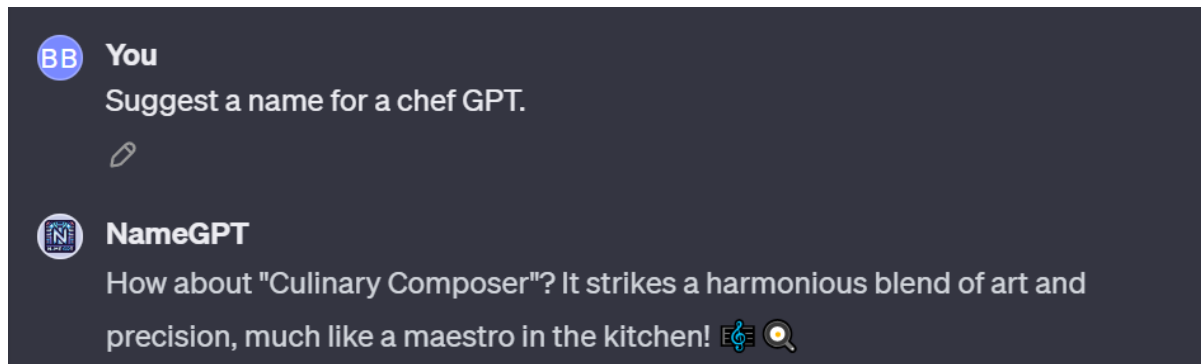 BB
You
Suggest a name for a chef GPT.
N
NameGPT
How about "Culinary Composer"? It strikes a harmonious blend of art and
precision, much like a maestro in the kitchen! 🎼 🍳